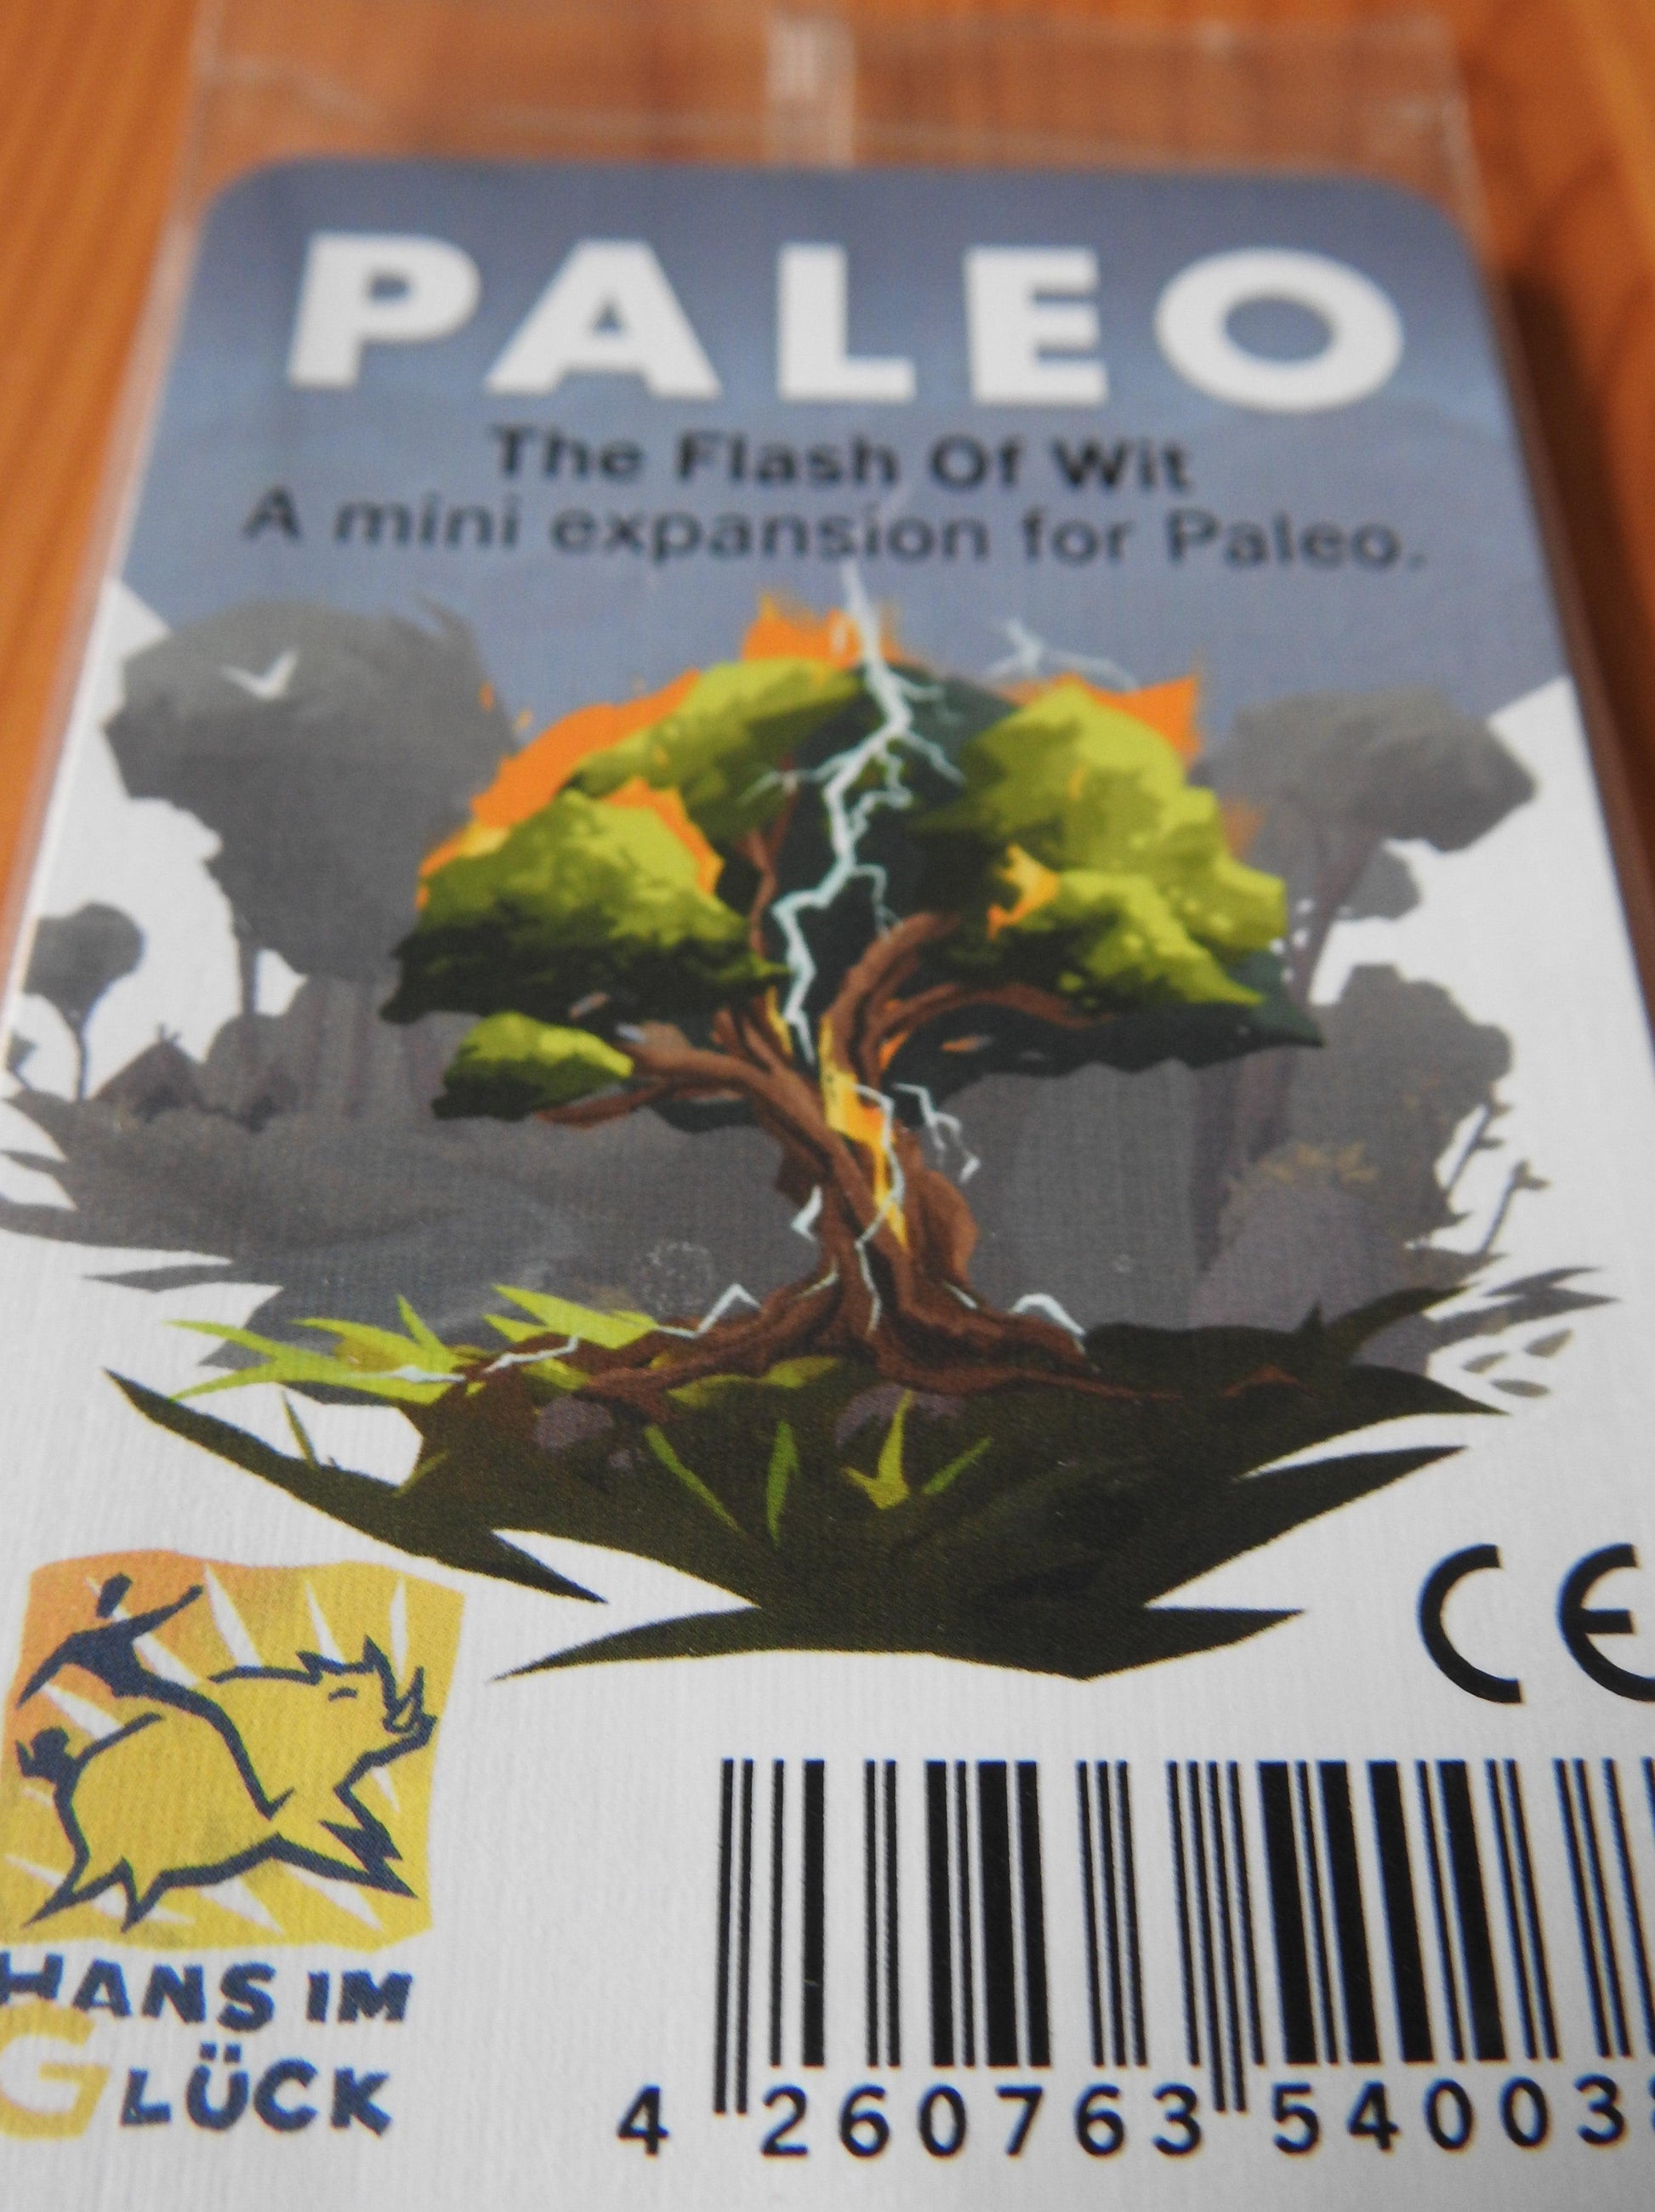 PALEO
The Flash Of Wit
A mini expansion for Paleo.
CE
HANS IM
GLÜCK
4 260763 54003